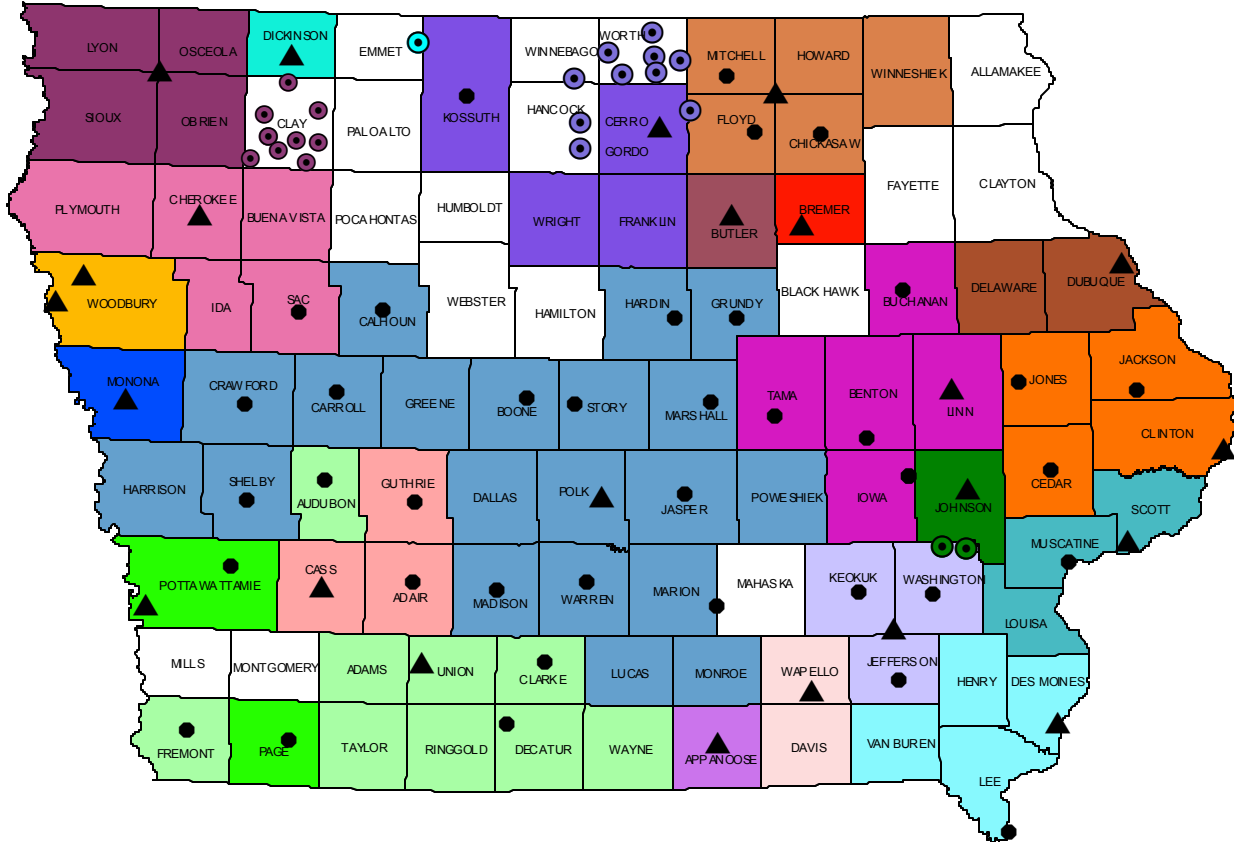 LYON
OSCEOLA
DICKINSON
EMMET
WINNEBAGO
WORTH
MITCHELL
HOWARD
WINNESHIEK
ALLAMAKEE
SIOUX
OBRIEN
CLAY
PALOALTO
KOSSUTH
HANCOCK
CERRO
GORDO
FLOYD
CHICKASAW
PLYMOUTH
CHEROKEE
BUENAVISTA
POCAHONTAS
HUMBOLDT
WRIGHT
FRANKLIN
BUTLER
BREMER
FAYETTE
CLAYTON
WOODBURY
IDA
SAC
CALHOUN
WEBSTER
HAMILTON
HARDIN
GRUNDY
BLACK HAWK
BUCHANAN
DELAWARE
DUBUQUE
MONONA
CRAWFORD
CARROLL
GREENE
BOONE
STORY
MARSHALL
TAMA
BENTON
LINN
JONES
JACKSON
CLINTON
HARRISON
SHELBY
AUDUBON
GUTHRIE
DALLAS
POLK
JASPER
POWESHIEK
IOWA
JOHNSON
CEDAR
SCOTT
MUSCATINE
POTTAWATTAMIE
CASS
ADAIR
MADISON
WARREN
MARION
MAHASKA
KEOKUK
WASHINGTON
LOUISA
MILLS
MONTGOMERY
ADAMS
UNION
CLARKE
LUCAS
MONROE
WAPELLO
JEFFERSON
HENRY
DES MOINES
FREMONT
PAGE
TAYLOR
RINGGOLD
DECATUR
WAYNE
APPANOOSE
DAVIS
VAN BUREN
LEE